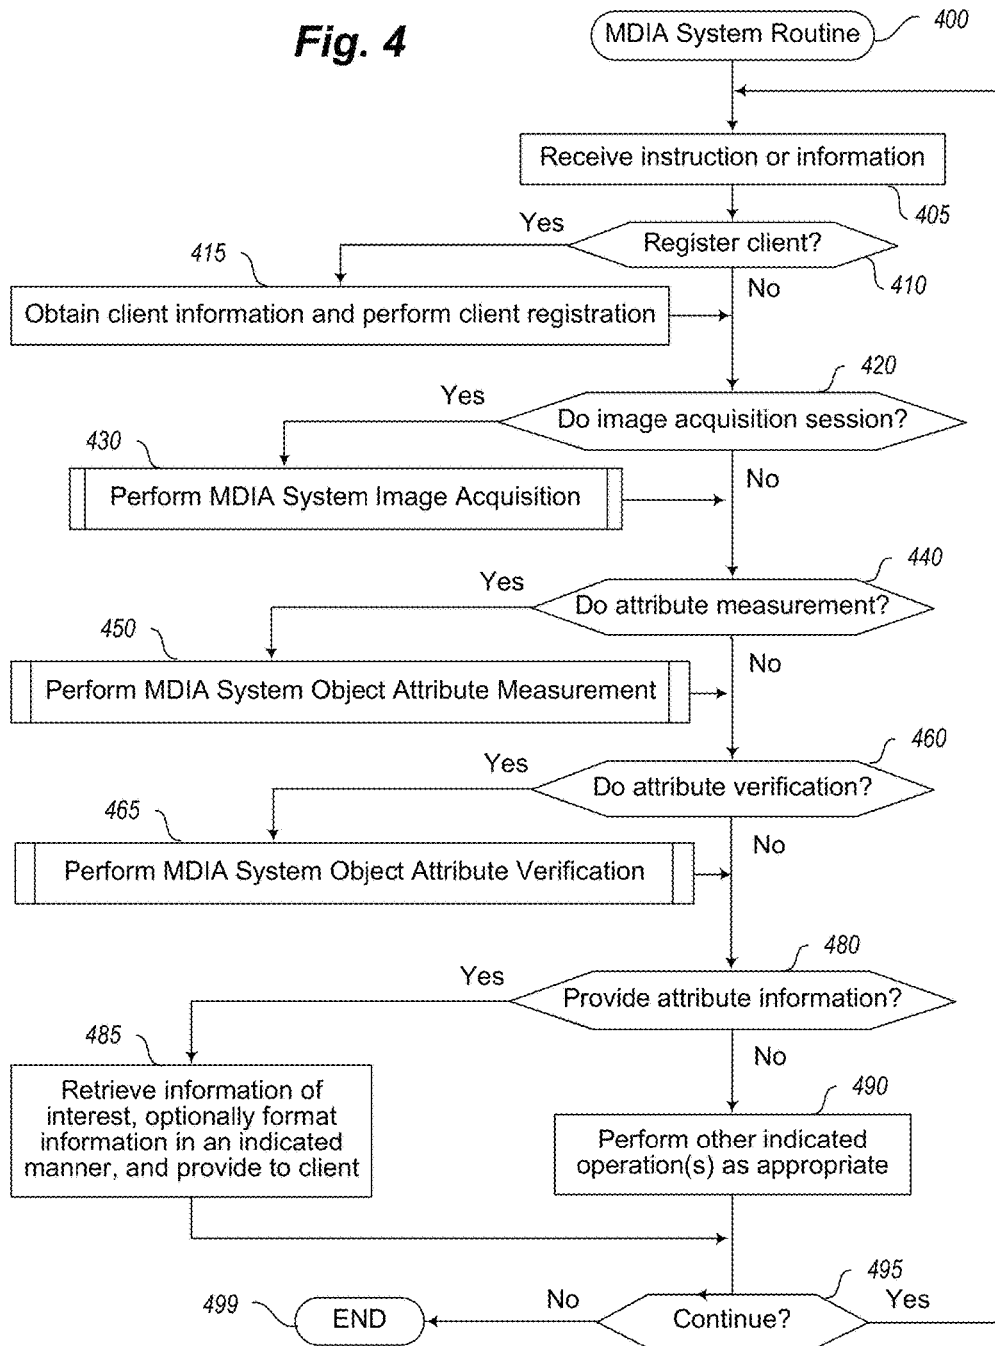 Fig. 4
MDIA System Routine
400
Receive instruction or information
405
Yes
Register client?
410
415
No
Obtain client information and perform client registration
420
Yes
Do image acquisition session?
430
No
Perform MDIA System Image Acquisition
440
Yes
Do attribute measurement?
450
No
Perform MDIA System Object Attribute Measurement
460
Yes
Do attribute verification?
465
No
Perform MDIA System Object Attribute Verification
480
Yes
Provide attribute information?
485
No
Retrieve information of
interest, optionally format
information in an indicated
manner, and provide to client
490
Perform other indicated
operation(s) as appropriate
495
499
END
No
Continue?
Yes